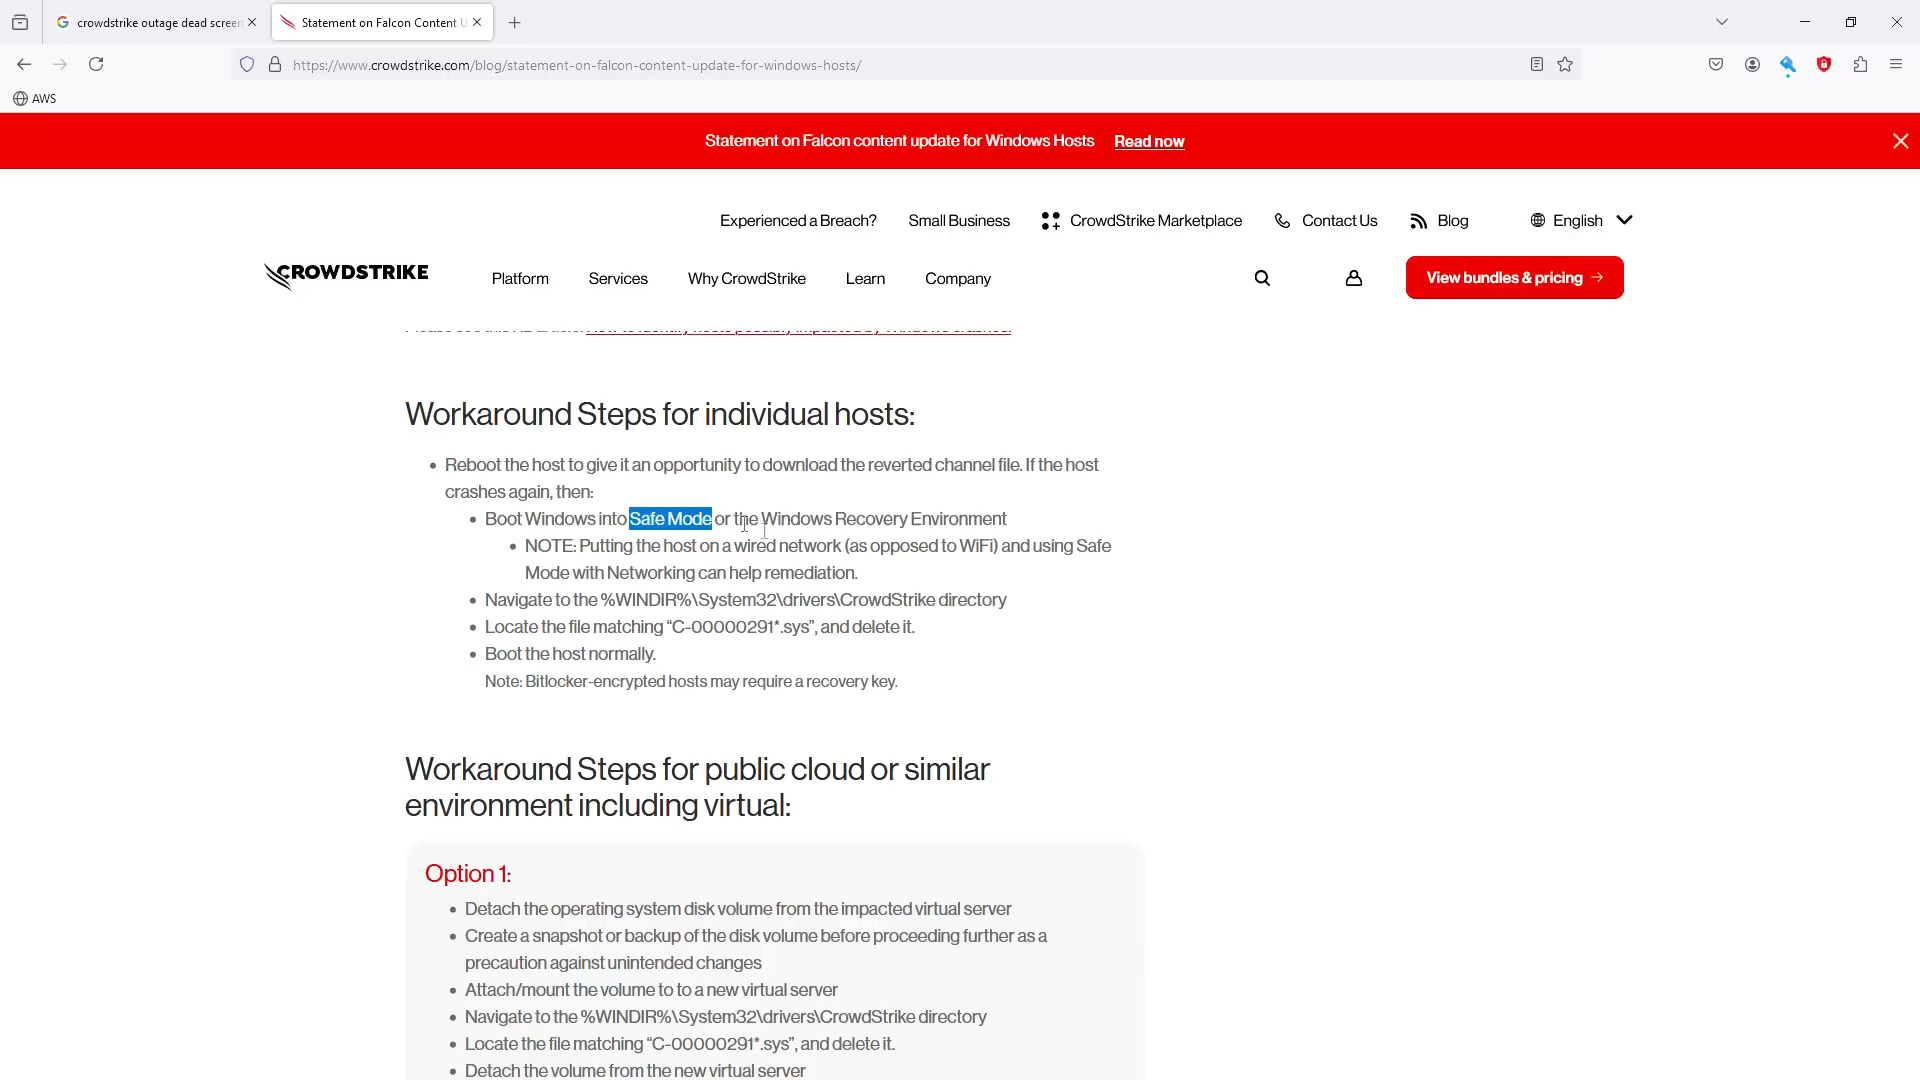 crowdstrike outage dead screen
Statement on Falcon Content U
https://www.crowdstrike.com/blog/statement-on-falcon-content-update-for-windows-hosts/
AWS
Statement on Falcon content update for Windows Hosts Read now
Experienced a Breach? Small Business CrowdStrike Marketplace Contact Us Blog English
CROWDSTRIKE Platform Services Why CrowdStrike Learn Company View bundles & pricing →
Workaround Steps for individual hosts:
Reboot the host to give it an opportunity to download the reverted channel file. If the host
crashes again, then:
Boot Windows into Safe Mode or the Windows Recovery Environment
NOTE: Putting the host on a wired network (as opposed to WiFi) and using Safe
Mode with Networking can help remediation.
Navigate to the %WINDIR%\System32\drivers\CrowdStrike directory
Locate the file matching “C-00000291*.sys”, and delete it.
Boot the host normally.
Note: Bitlocker-encrypted hosts may require a recovery key.
Workaround Steps for public cloud or similar
environment including virtual:
Option 1:
Detach the operating system disk volume from the impacted virtual server
Create a snapshot or backup of the disk volume before proceeding further as a
precaution against unintended changes
Attach/mount the volume to to a new virtual server
Navigate to the %WINDIR%\System32\drivers\CrowdStrike directory
Locate the file matching “C-00000291*.sys”, and delete it.
Detach the volume from the new virtual server